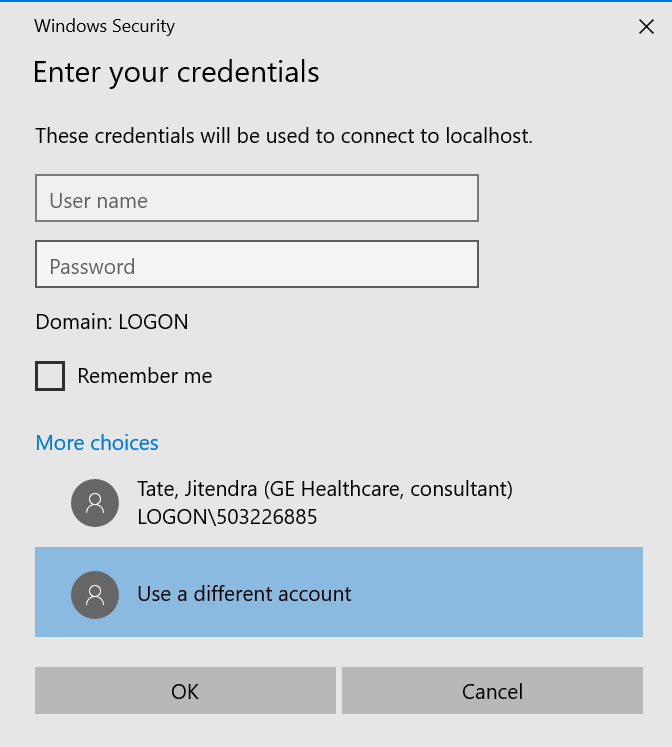 Windows Security
Enter your credentials
These credentials will be used to connect to localhost.
User name
Password
Domain: LOGON
Remember me
More choices
Tate, Jitendra (GE Healthcare, consultant)
LOGON\503226885
Use a different account
OK
Cancel